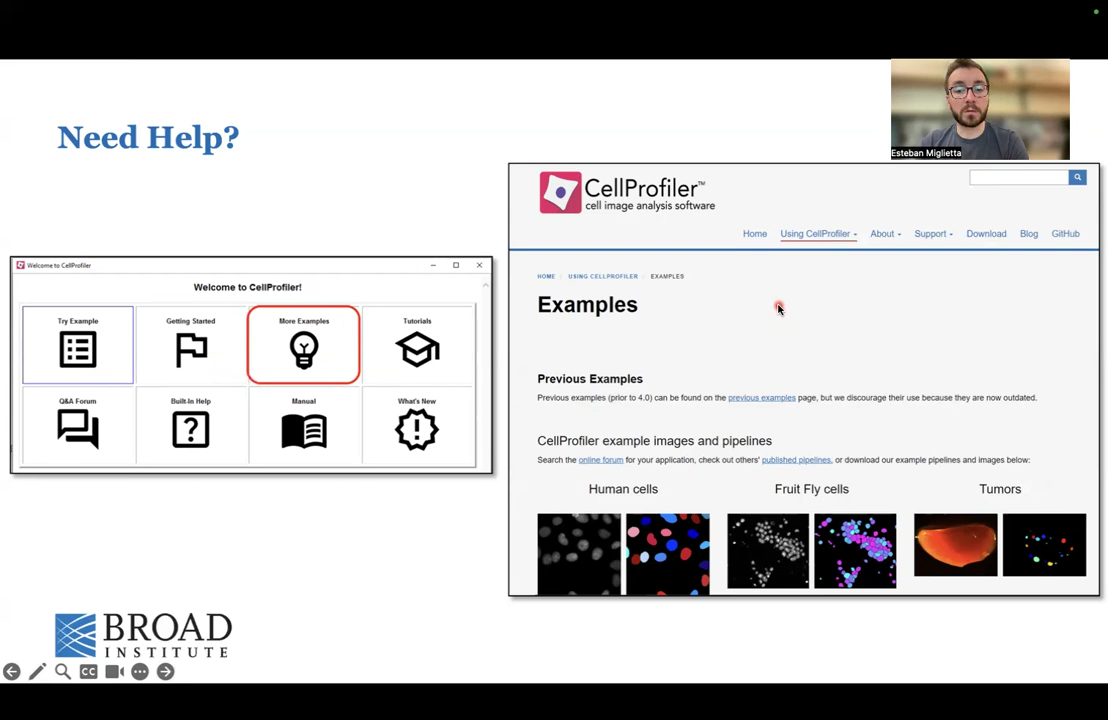 Esteban Miglietta
Need Help?
Welcome to CellProfiler
Welcome to CellProfiler!
Try Example
Getting Started
More Examples
Tutorials
Q&A Forum
Built-In Help
Manual
What's New
CellProfiler™
cell image analysis software
Home Using CellProfiler About Support Download Blog GitHub
HOME USING CELLPROFILER EXAMPLES
Examples
Previous Examples
Previous examples (prior to 4.0) can be found on the previous examples page, but we discourage their use because they are now outdated.
CellProfiler example images and pipelines
Search the online forum for your application, check out others' published pipelines, or download our example pipelines and images below:
Human cells
Fruit Fly cells
Tumors
BROAD
INSTITUTE
CC